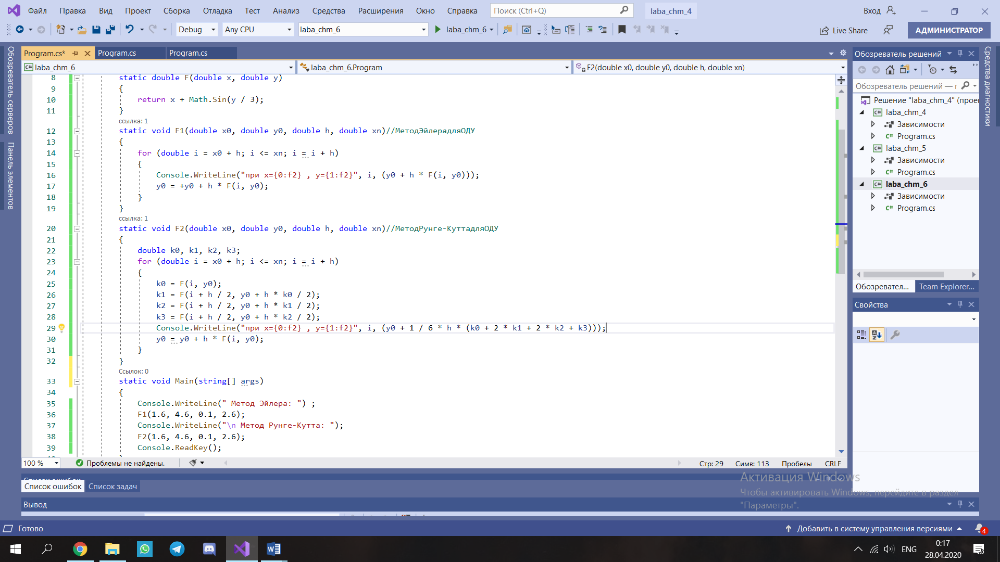 Файл Правка Вид Проект Сборка Отладка Тест Анализ Средства Расширения Окно Справка Поиск (Ctrl+Q) laba_chm_4 Вход
Debug Any CPU laba_chm_6 laba_chm_6 Live Share АДМИНИСТРАТОР
Обозреватель серверов
Панель элементов
Program.cs* Program.cs Program.cs
laba_chm_6 laba_chm_6.Program F2(double x0, double y0, double h, double xn)
8 static double F(double x, double y)
9 {
10 return x + Math.Sin(y / 3);
11 }
ссылка: 1
12 static void F1(double x0, double y0, double h, double xn)//МетодЭйлерадляОДУ
13 {
14 for (double i = x0 + h; i <= xn; i = i + h)
15 {
16 Console.WriteLine("при x={0:f2} , y={1:f2}", i, (y0 + h * F(i, y0)));
17 y0 = +y0 + h * F(i, y0);
18 }
19 }
ссылка: 1
20 static void F2(double x0, double y0, double h, double xn)//МетодРунге-КуттадляОДУ
21 {
22 double k0, k1, k2, k3;
23 for (double i = x0 + h; i <= xn; i = i + h)
24 {
25 k0 = F(i, y0);
26 k1 = F(i + h / 2, y0 + h * k0 / 2);
27 k2 = F(i + h / 2, y0 + h * k1 / 2);
28 k3 = F(i + h / 2, y0 + h * k2 / 2);
29 Console.WriteLine("при x={0:f2} , y={1:f2}", i, (y0 + 1 / 6 * h * (k0 + 2 * k1 + 2 * k2 + k3)));
30 y0 = y0 + h * F(i, y0);
31 }
32 }
Ссылок: 0
33 static void Main(string[] args)
34 {
35 Console.WriteLine(" Метод Эйлера: ") ;
36 F1(1.6, 4.6, 0.1, 2.6);
37 Console.WriteLine("\n Метод Рунге-Кутта: ");
38 F2(1.6, 4.6, 0.1, 2.6);
39 Console.ReadKey();
100 % Проблемы не найдены. Стр: 29 Симв: 113 Пробелы CRLF
Обозреватель решений
Обозреватель решений —
Решение "laba_chm_4"
laba_chm_4
Зависимости
C# Program.cs
laba_chm_5
Зависимости
C# Program.cs
laba_chm_6
Зависимости
C# Program.cs
Обозревател... Team Explorer...
Свойства
Средства диагностики
Список ошибок Список задач
Вывод
Активация Windows
Чтобы активировать Windows, перейдите в раздел
"Параметры".
Готово Добавить в систему управления версиями 4
ENG 0:17
28.04.2020